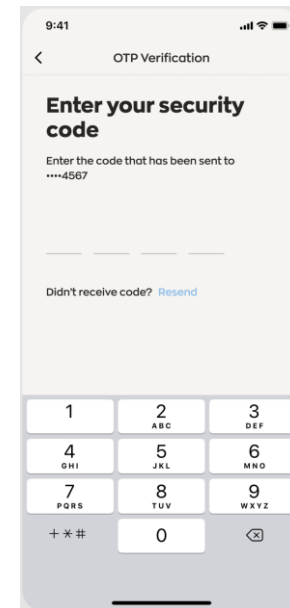 9:41
OTP Verification
Enter your security
code
Enter the code that has been sent to
••••4567
Didn't receive code? Resend
1 2 3
ABC DEF
4 5 6
GHI JKL MNO
7 8 9
PQRS TUV WXYZ
+*# 0